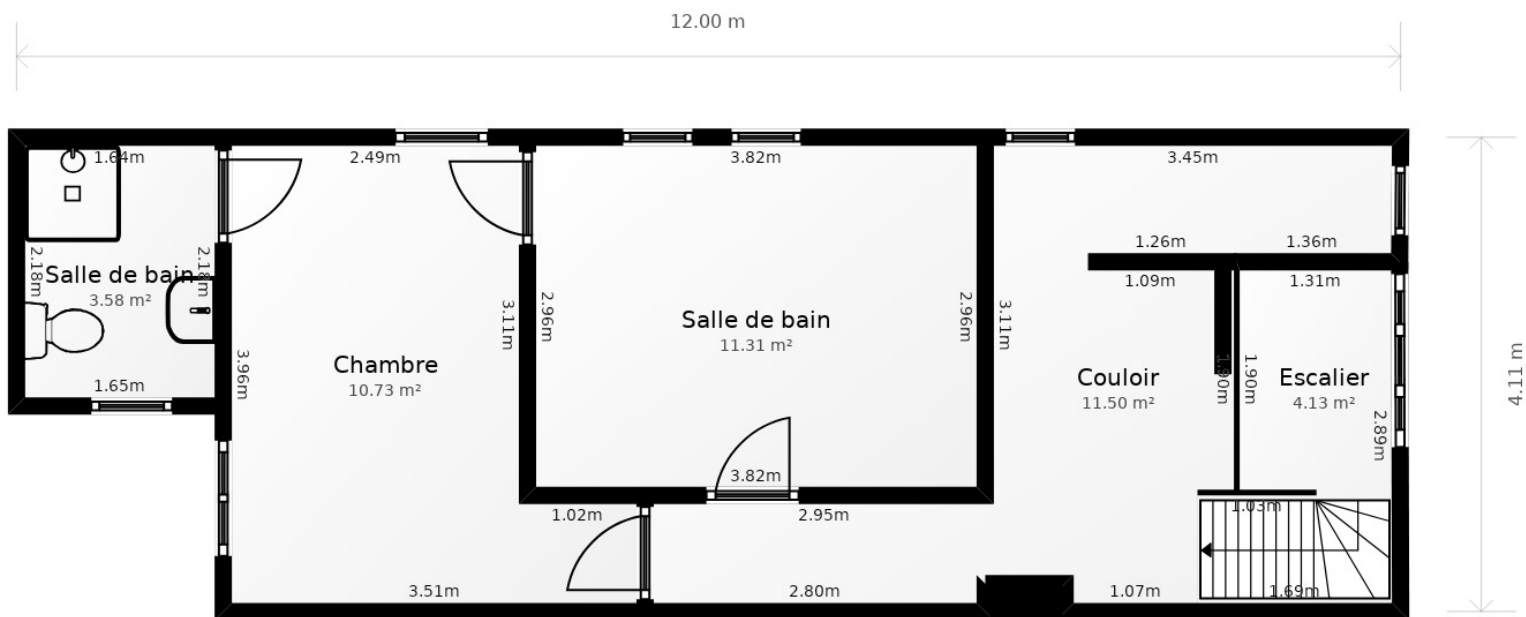 12.00 m
1.64m
2.49m
3.82m
3.45m
1.26m
1.36m
2.18m
2.18m
Salle de bain
3.58 m²
1.09m
1.31m
3.11m
2.96m
Salle de bain
11.31 m²
2.96m
3.11m
4.11 m
3.96m
Chambre
10.73 m²
1.65m
Couloir
11.50 m²
1.90m
1.90m
Escalier
4.13 m²
2.89m
3.82m
1.02m
2.95m
1.03m
3.51m
2.80m
1.07m
1.69m